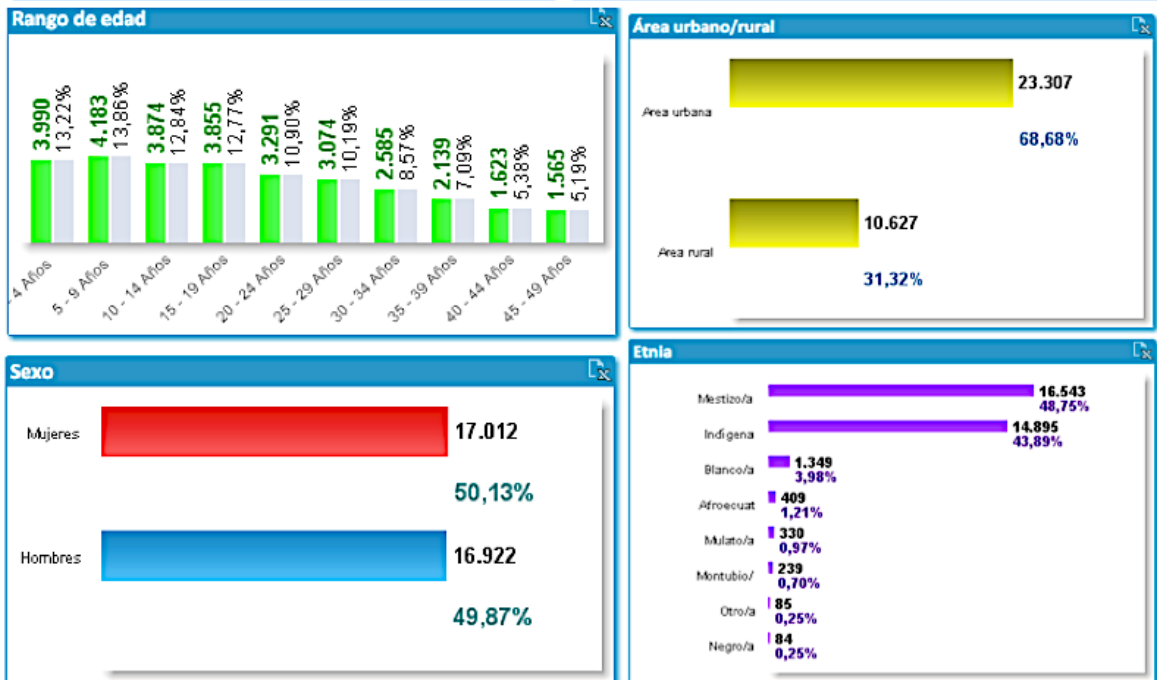 Rango de edad
3.990
13,22%
4.183
13,86%
3.874
12,84%
3.855
12,77%
3.291
10,90%
3.074
10,19%
2.585
8,57%
2.139
7,09%
1.623
5,38%
1.565
5,19%
- 4 Años
5 - 9 Años
10 - 14 Años
15 - 19 Años
20 - 24 Años
25 - 29 Años
30 - 34 Años
35 - 39 Años
40 - 44 Años
45 - 49 Años
Área urbano/rural
Area urbana
23.307
68,68%
Area rural
10.627
31,32%
Sexo
Mujeres
17.012
50,13%
Hombres
16.922
49,87%
Etnia
Mestizo/a
16.543
48,75%
Indígena
14.895
43,89%
Blanco/a
1.349
3,98%
Afroecuat
409
1,21%
Mulato/a
330
0,97%
Montubio/
239
0,70%
Otro/a
85
0,25%
Negro/a
84
0,25%